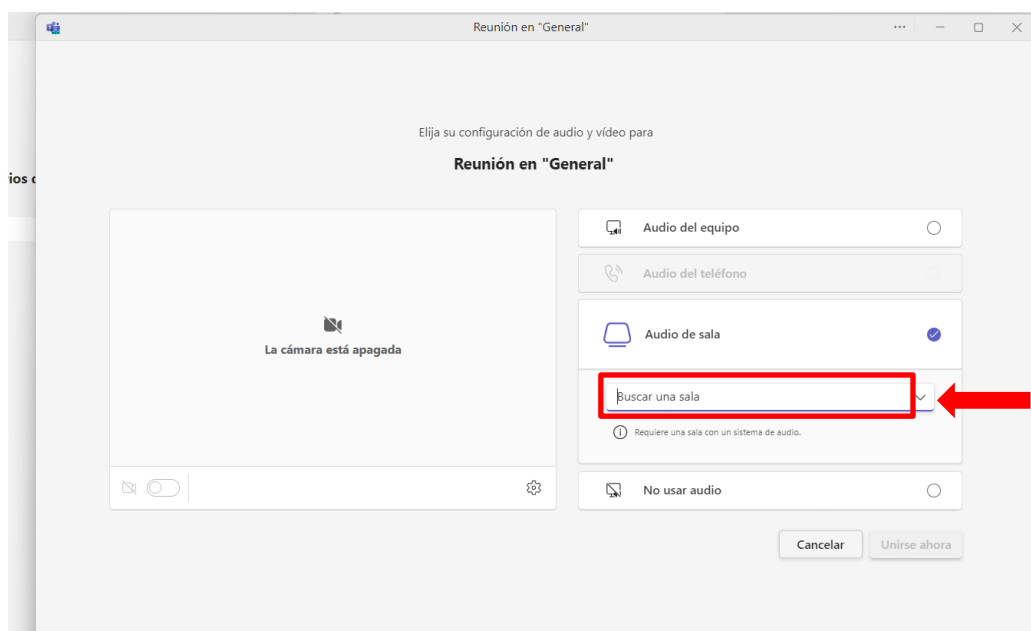 Reunión en "General"
Elija su configuración de audio y vídeo para
Reunión en "General"
Audio del equipo
Audio del teléfono
La cámara está apagada
Audio de sala
Buscar una sala
Requiere una sala con un sistema de audio.
No usar audio
Cancelar
Unirse ahora